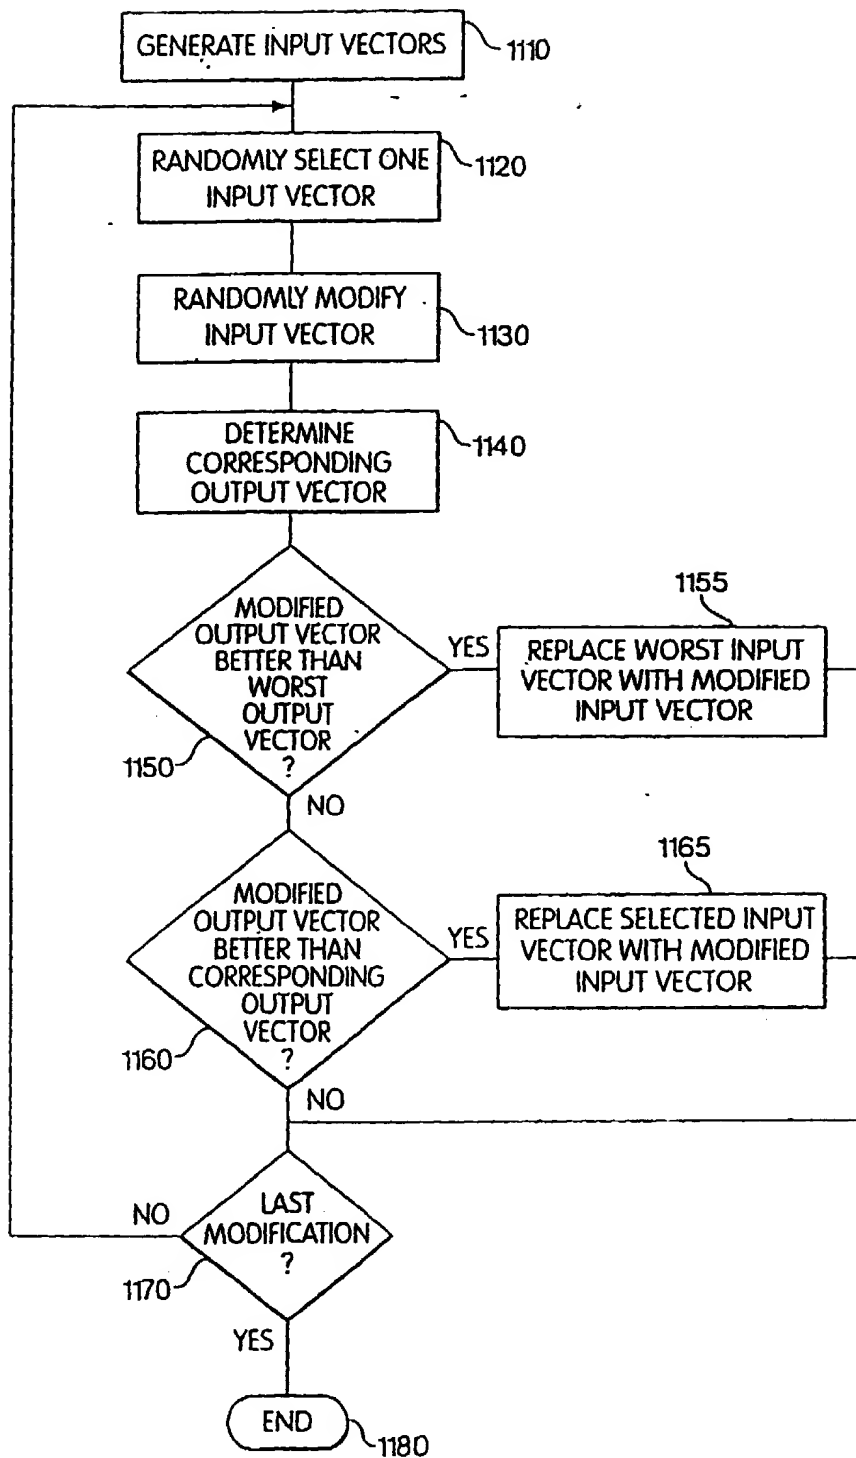 GENERATE INPUT VECTORS
1110
RANDOMLY SELECT ONE
INPUT VECTOR
1120
RANDOMLY MODIFY
INPUT VECTOR
1130
DETERMINE
CORRESPONDING
OUTPUT VECTOR
1140
MODIFIED
OUTPUT VECTOR
BETTER THAN
WORST
OUTPUT
VECTOR
?
1150
YES
1155
REPLACE WORST INPUT
VECTOR WITH MODIFIED
INPUT VECTOR
NO
MODIFIED
OUTPUT VECTOR
BETTER THAN
CORRESPONDING
OUTPUT
VECTOR
?
1160
YES
1165
REPLACE SELECTED INPUT
VECTOR WITH MODIFIED
INPUT VECTOR
NO
LAST
MODIFICATION
?
1170
NO
YES
END
1180